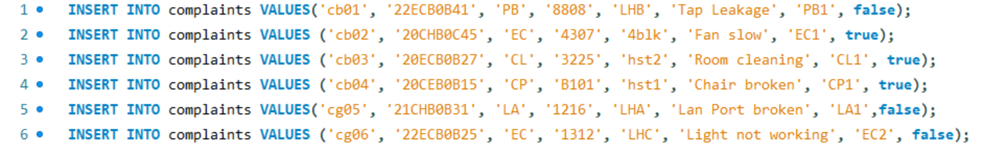 1 • INSERT INTO complaints VALUES('cb01', '22ECB0B41', 'PB', '8808', 'LHB', 'Tap Leakage', 'PB1', false);
2 • INSERT INTO complaints VALUES ('cb02', '20CHB0C45', 'EC', '4307', '4blk', 'Fan slow', 'EC1', true);
3 • INSERT INTO complaints VALUES ('cb03', '20ECB0B27', 'CL', '3225', 'hst2', 'Room cleaning', 'CL1', true);
4 • INSERT INTO complaints VALUES ('cb04', '20CEB0B15', 'CP', 'B101', 'hst1', 'Chair broken', 'CP1', true);
5 • INSERT INTO complaints VALUES('cg05', '21CHB0B31', 'LA', '1216', 'LHA', 'Lan Port broken', 'LA1',false);
6 • INSERT INTO complaints VALUES ('cg06', '22ECB0B25', 'EC', '1312', 'LHC', 'Light not working', 'EC2', false);